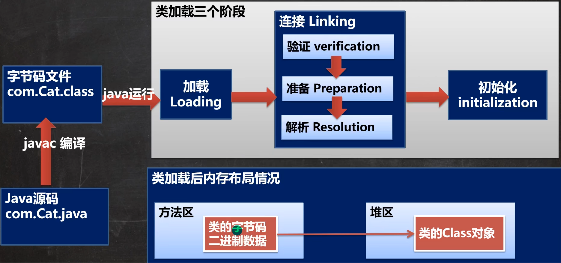 类加载三个阶段
连接 Linking
验证 verification
字节码文件
com.Cat.class
java运行
加载
Loading
准备 Preparation
初始化
initialization
解析 Resolution
javac 编译
Java源码
com.Cat.java
类加载后内存布局情况
方法区
堆区
类的字节码
二进制数据
类的Class对象